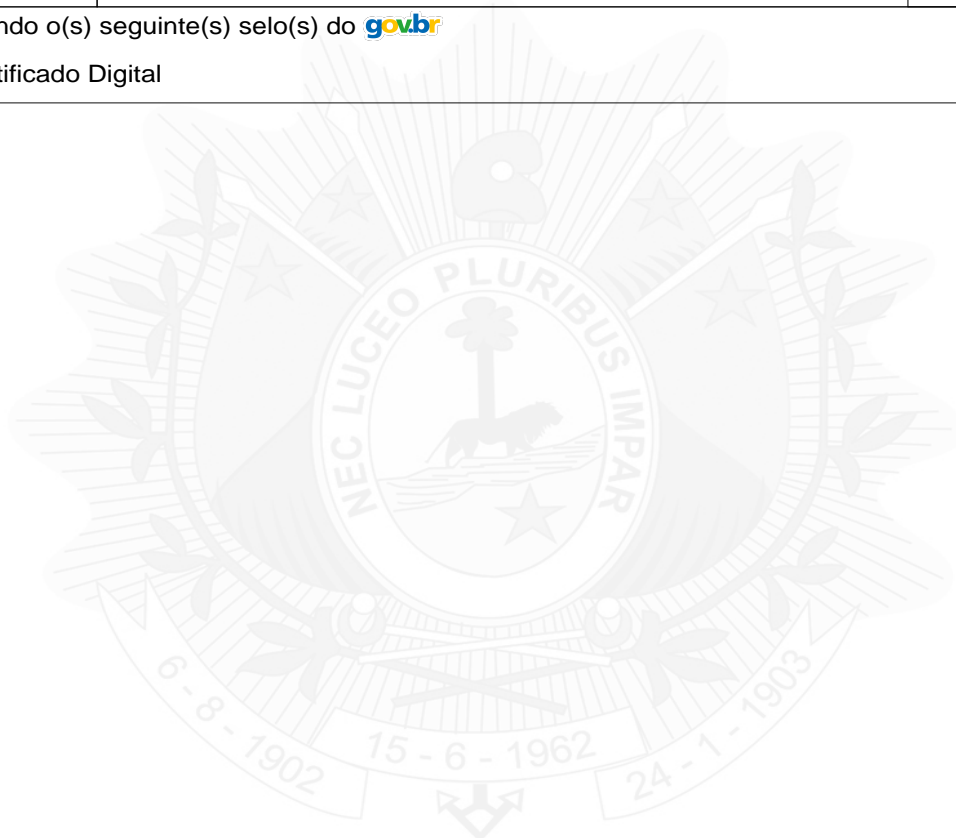 ndo o(s) seguinte(s) selo(s) do gov.br
tificado Digital
NEC LUCEO PLURIBUS IMPAR
6 - 8 - 1902
15 - 6 - 1962
24 - 1 - 1903